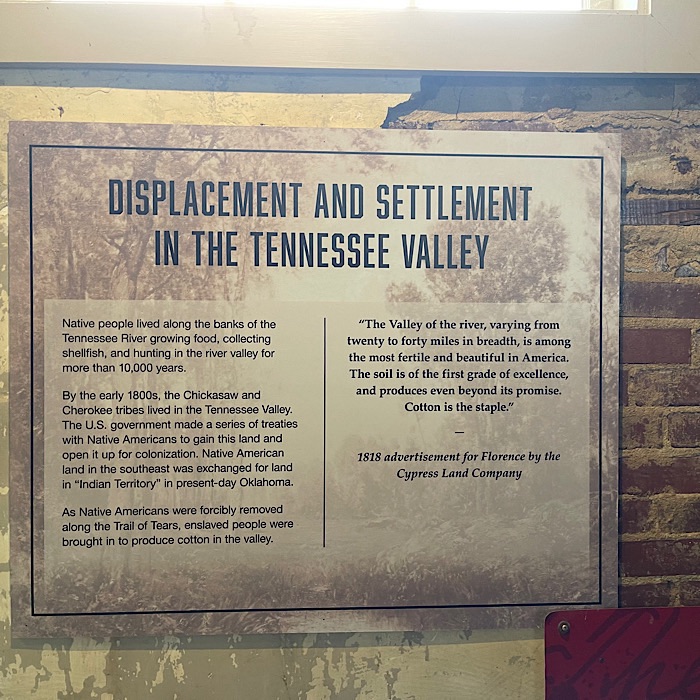 DISPLACEMENT AND SETTLEMENT
IN THE TENNESSEE VALLEY
Native people lived along the banks of the
Tennessee River growing food, collecting
shellfish, and hunting in the river valley for
more than 10,000 years.
By the early 1800s, the Chickasaw and
Cherokee tribes lived in the Tennessee Valley.
The U.S. government made a series of treaties
with Native Americans to gain this land and
open it up for colonization. Native American
land in the southeast was exchanged for land
in “Indian Territory” in present-day Oklahoma.
As Native Americans were forcibly removed
along the Trail of Tears, enslaved people were
brought in to produce cotton in the valley.
“The Valley of the river, varying from
twenty to forty miles in breadth, is among
the most fertile and beautiful in America.
The soil is of the first grade of excellence,
and produces even beyond its promise.
Cotton is the staple.”
—
1818 advertisement for Florence by the
Cypress Land Company